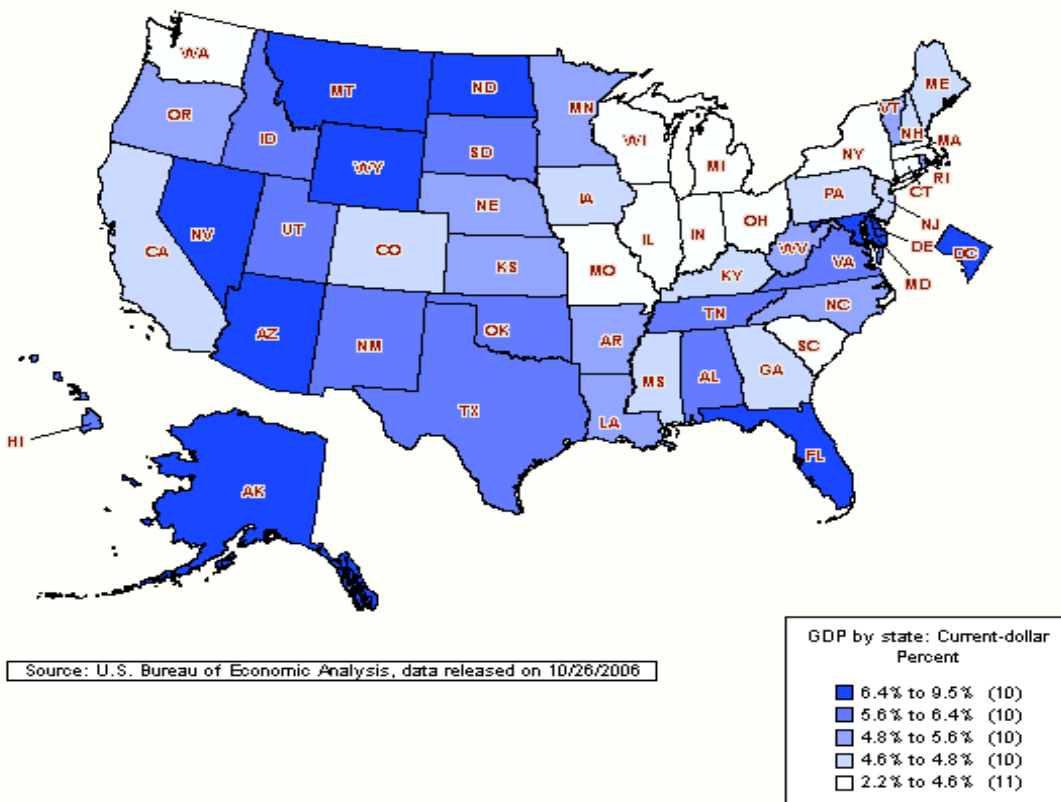 WA
MT
ND
MN
ME
VT
OR
ID
SD
WI
MI
NH
MA
NY
WY
RI
CT
IA
NE
PA
NJ
NV
UT
OH
IL
IN
CA
CO
WV
DE
DC
KS
MO
KY
VA
MD
TN
NC
AZ
OK
NM
AR
SC
MS
AL
GA
TX
LA
HI
FL
AK
GDP by state: Current-dollar
Percent
Source: U.S. Bureau of Economic Analysis, data released on 10/26/2006
6.4% to 9.5% (10)
5.6% to 6.4% (10)
4.8% to 5.6% (10)
4.6% to 4.8% (10)
2.2% to 4.6% (11)